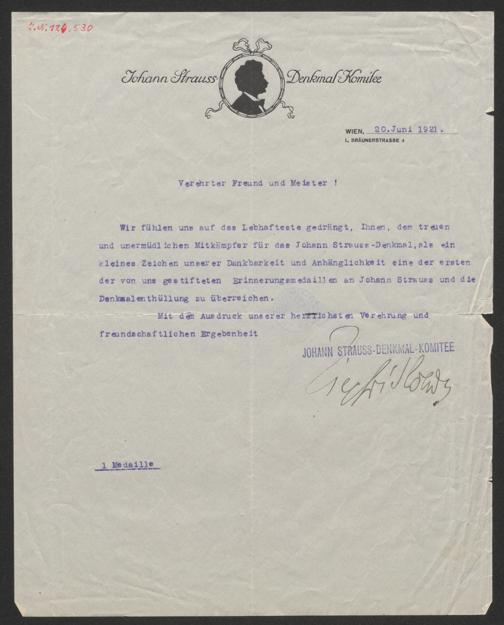 Johann Strauss Denkmal-Komitee
WIEN, 20.Juni 1921.
I., BRÄUNERSTRASSE
Verehrter Freund und Meister !
Wir fühlen uns auf das Lebhafteste gedrängt, Ihnen, dem treuen
und unermüdlichen Mitkämpfer für das Johann Strauss-Denkmal, als ein
kleines Zeichen unserer Dankbarkeit und Anhänglichkeit eine der ersten
der von uns gestifteten Erinnerungsmedaillen an Johann Strauss und die
Denkmalenthüllung zu überreichen.
Mit dem Ausdruck unserer herzlichsten Verehrung und
freundschaftlichen Ergebenheit
JOHANN STRAUSS-DENKMAL-KOMITEE
1 Medaille